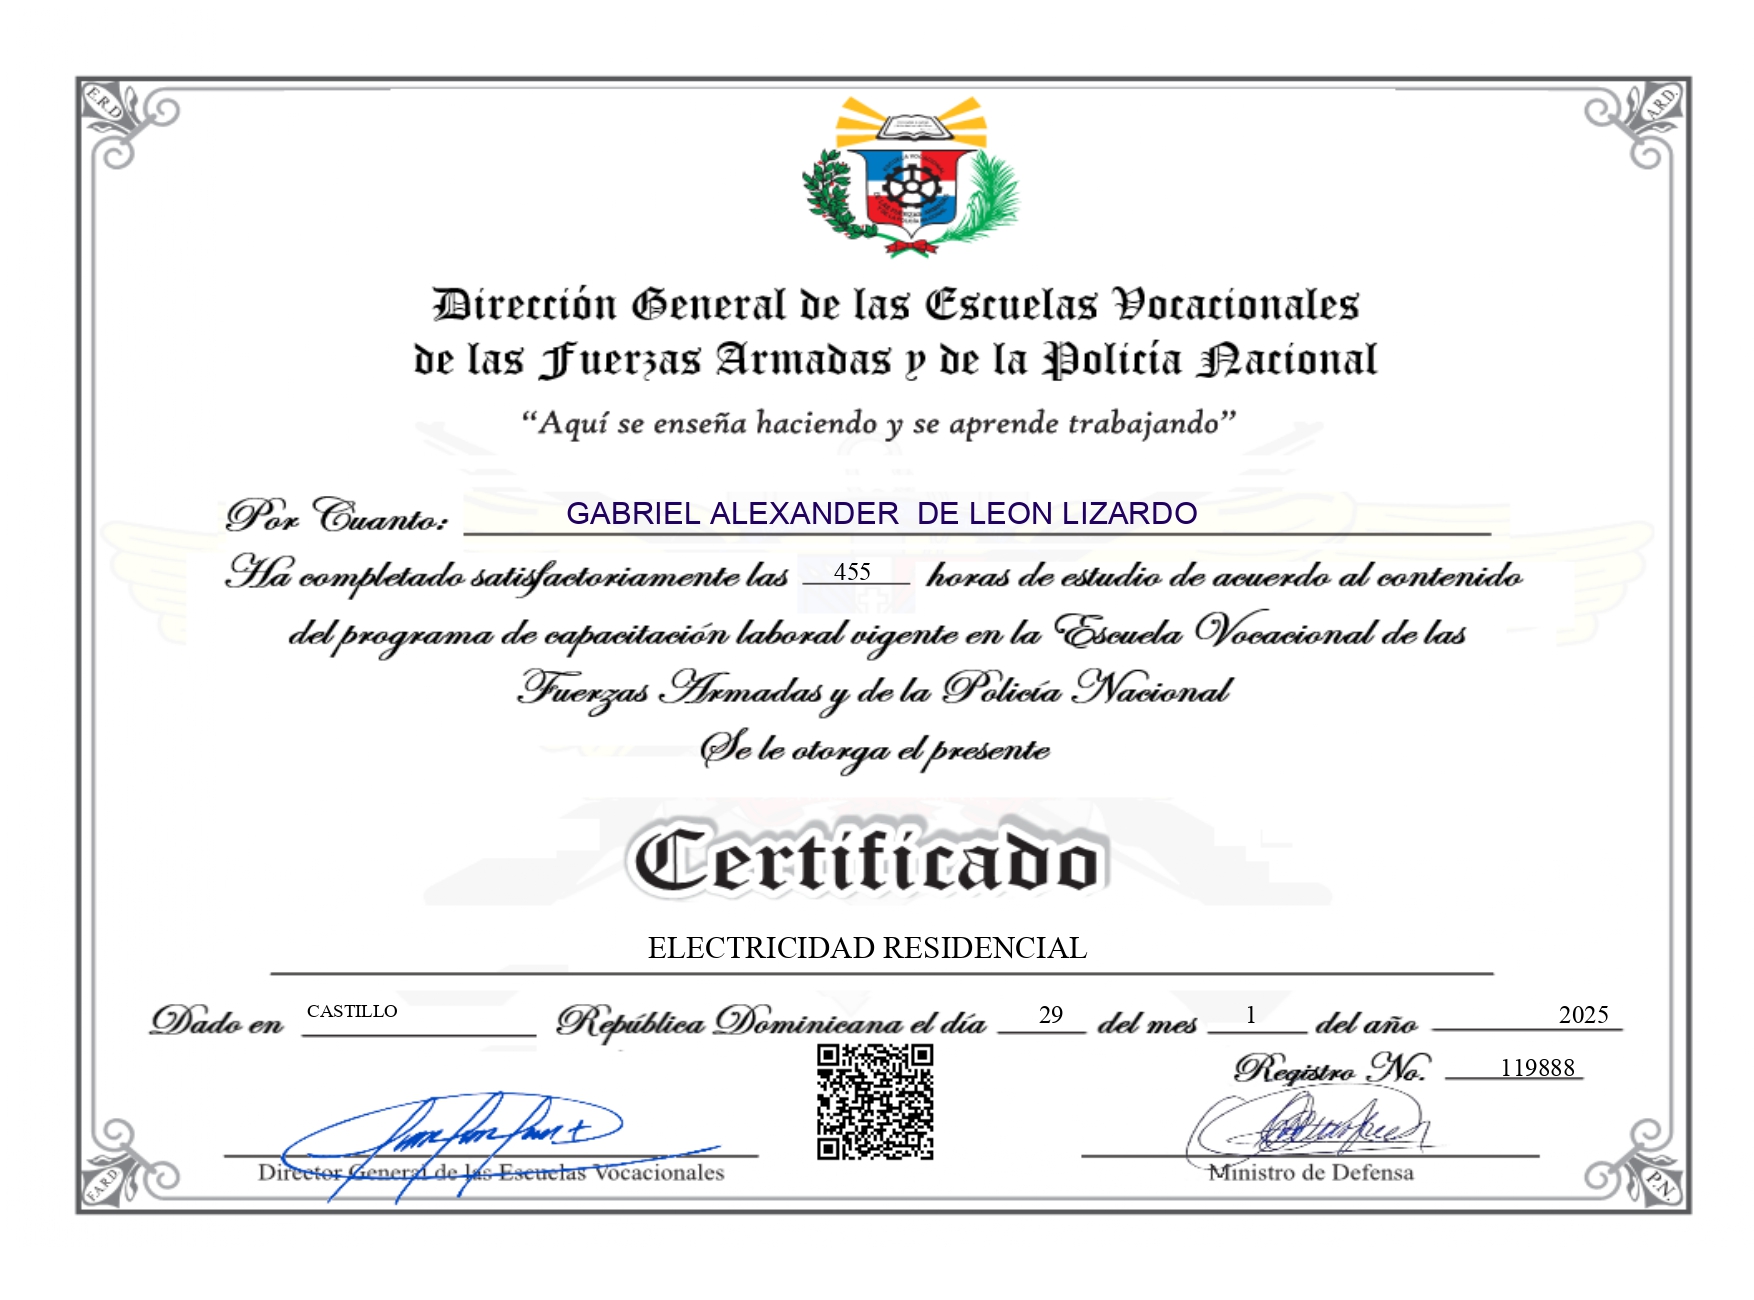 E.R.D
A.R.D.
Dirección General de las Escuelas Vocacionales
de las Fuerzas Armadas y de la Policía Nacional
“Aquí se enseña haciendo y se aprende trabajando”
Por Cuanto: GABRIEL ALEXANDER DE LEON LIZARDO
Ha completado satisfactoriamente las 455 horas de estudio de acuerdo al contenido
del programa de capacitación laboral vigente en la Escuela Vocacional de las
Fuerzas Armadas y de la Policía Nacional
Se le otorga el presente
Certificado
ELECTRICIDAD RESIDENCIAL
Dado en CASTILLO República Dominicana el día 29 del mes 1 del año 2025
Registro No. 119888
Director General de las Escuelas Vocacionales
Ministro de Defensa
F.A.R.D.
P.N.